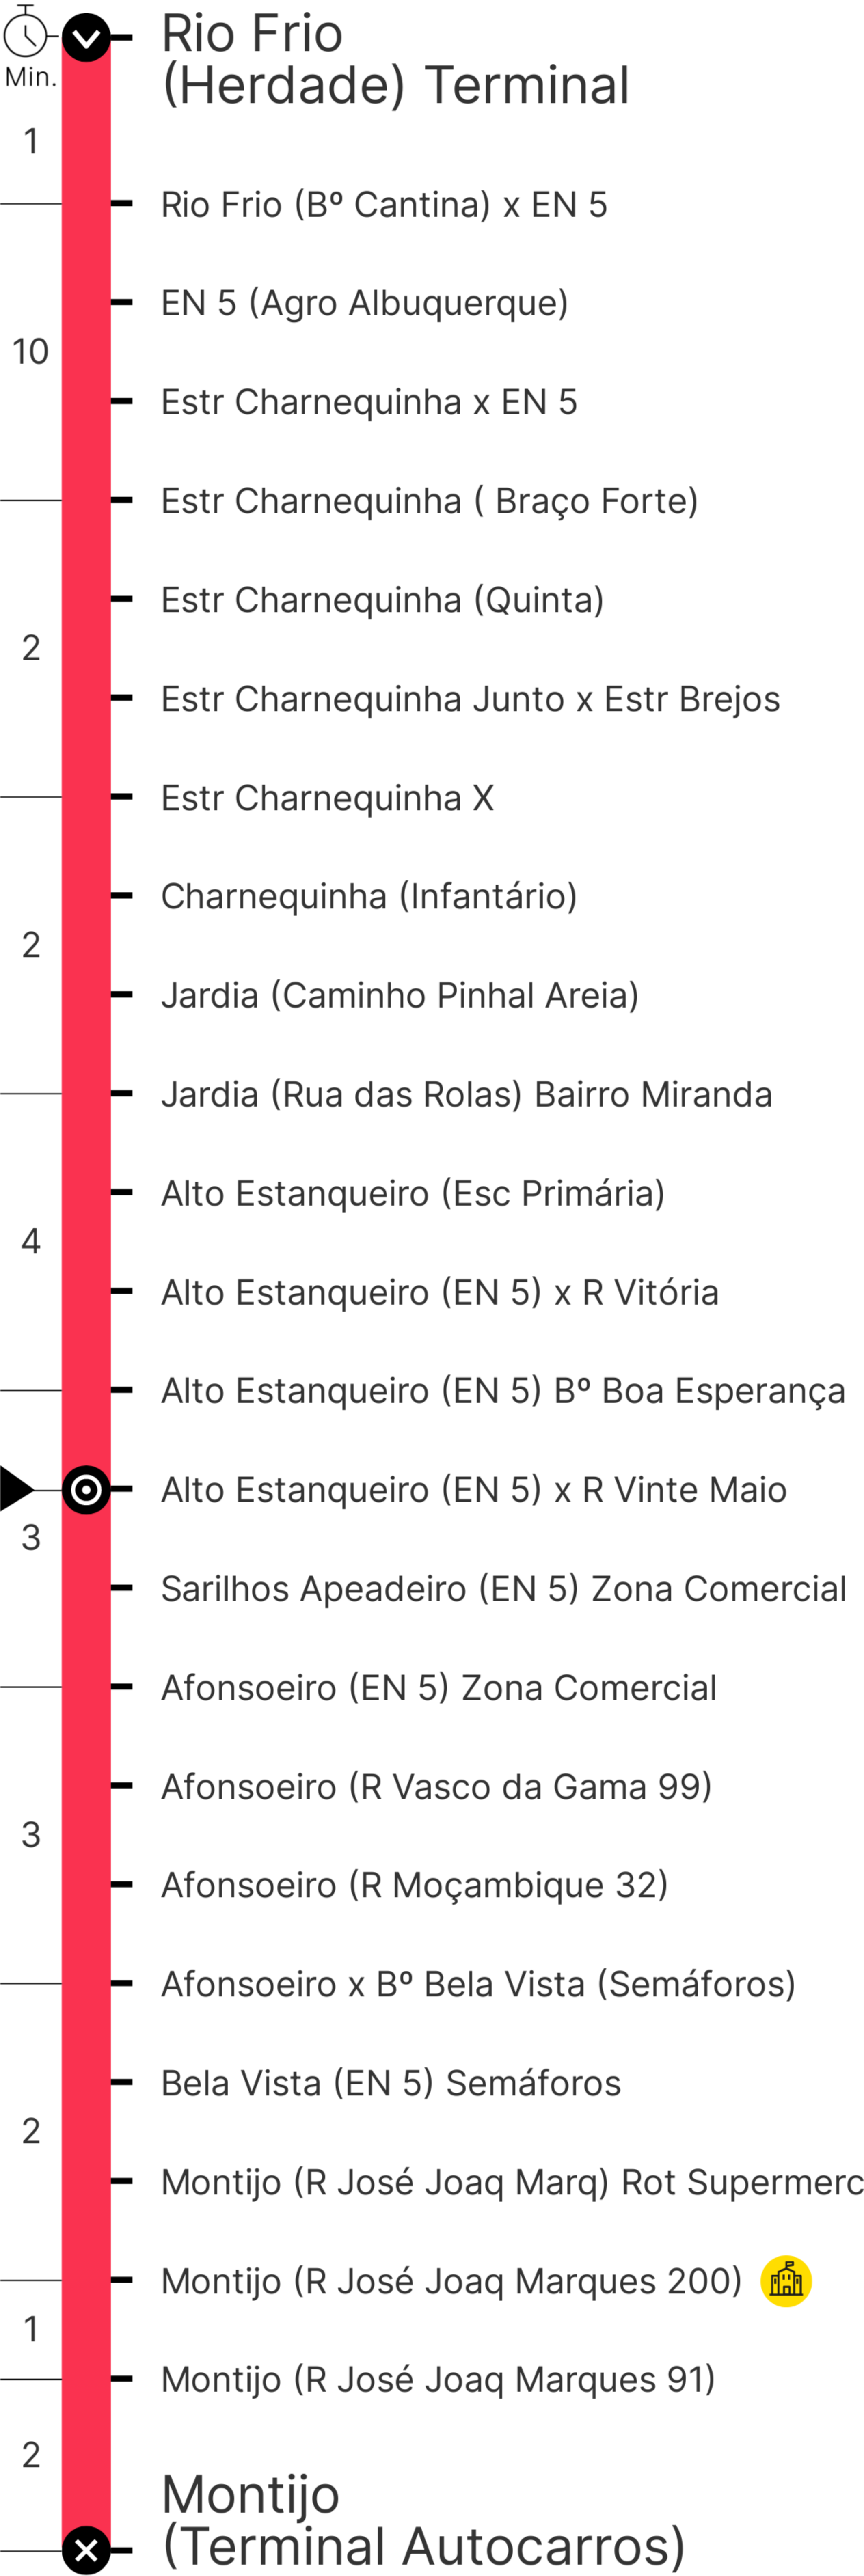 Min.
Rio Frio
(Herdade) Terminal
1
Rio Frio (Bº Cantina) x EN 5
EN 5 (Agro Albuquerque)
10
Estr Charnequinha x EN 5
Estr Charnequinha ( Braço Forte)
Estr Charnequinha (Quinta)
2
Estr Charnequinha Junto x Estr Brejos
Estr Charnequinha X
Charnequinha (Infantário)
2
Jardia (Caminho Pinhal Areia)
Jardia (Rua das Rolas) Bairro Miranda
Alto Estanqueiro (Esc Primária)
4
Alto Estanqueiro (EN 5) x R Vitória
Alto Estanqueiro (EN 5) Bº Boa Esperança
Alto Estanqueiro (EN 5) x R Vinte Maio
3
Sarilhos Apeadeiro (EN 5) Zona Comercial
Afonsoeiro (EN 5) Zona Comercial
Afonsoeiro (R Vasco da Gama 99)
3
Afonsoeiro (R Moçambique 32)
Afonsoeiro x Bº Bela Vista (Semáforos)
Bela Vista (EN 5) Semáforos
2
Montijo (R José Joaq Marq) Rot Supermerc
Montijo (R José Joaq Marques 200)
1
Montijo (R José Joaq Marques 91)
2
Montijo
(Terminal Autocarros)